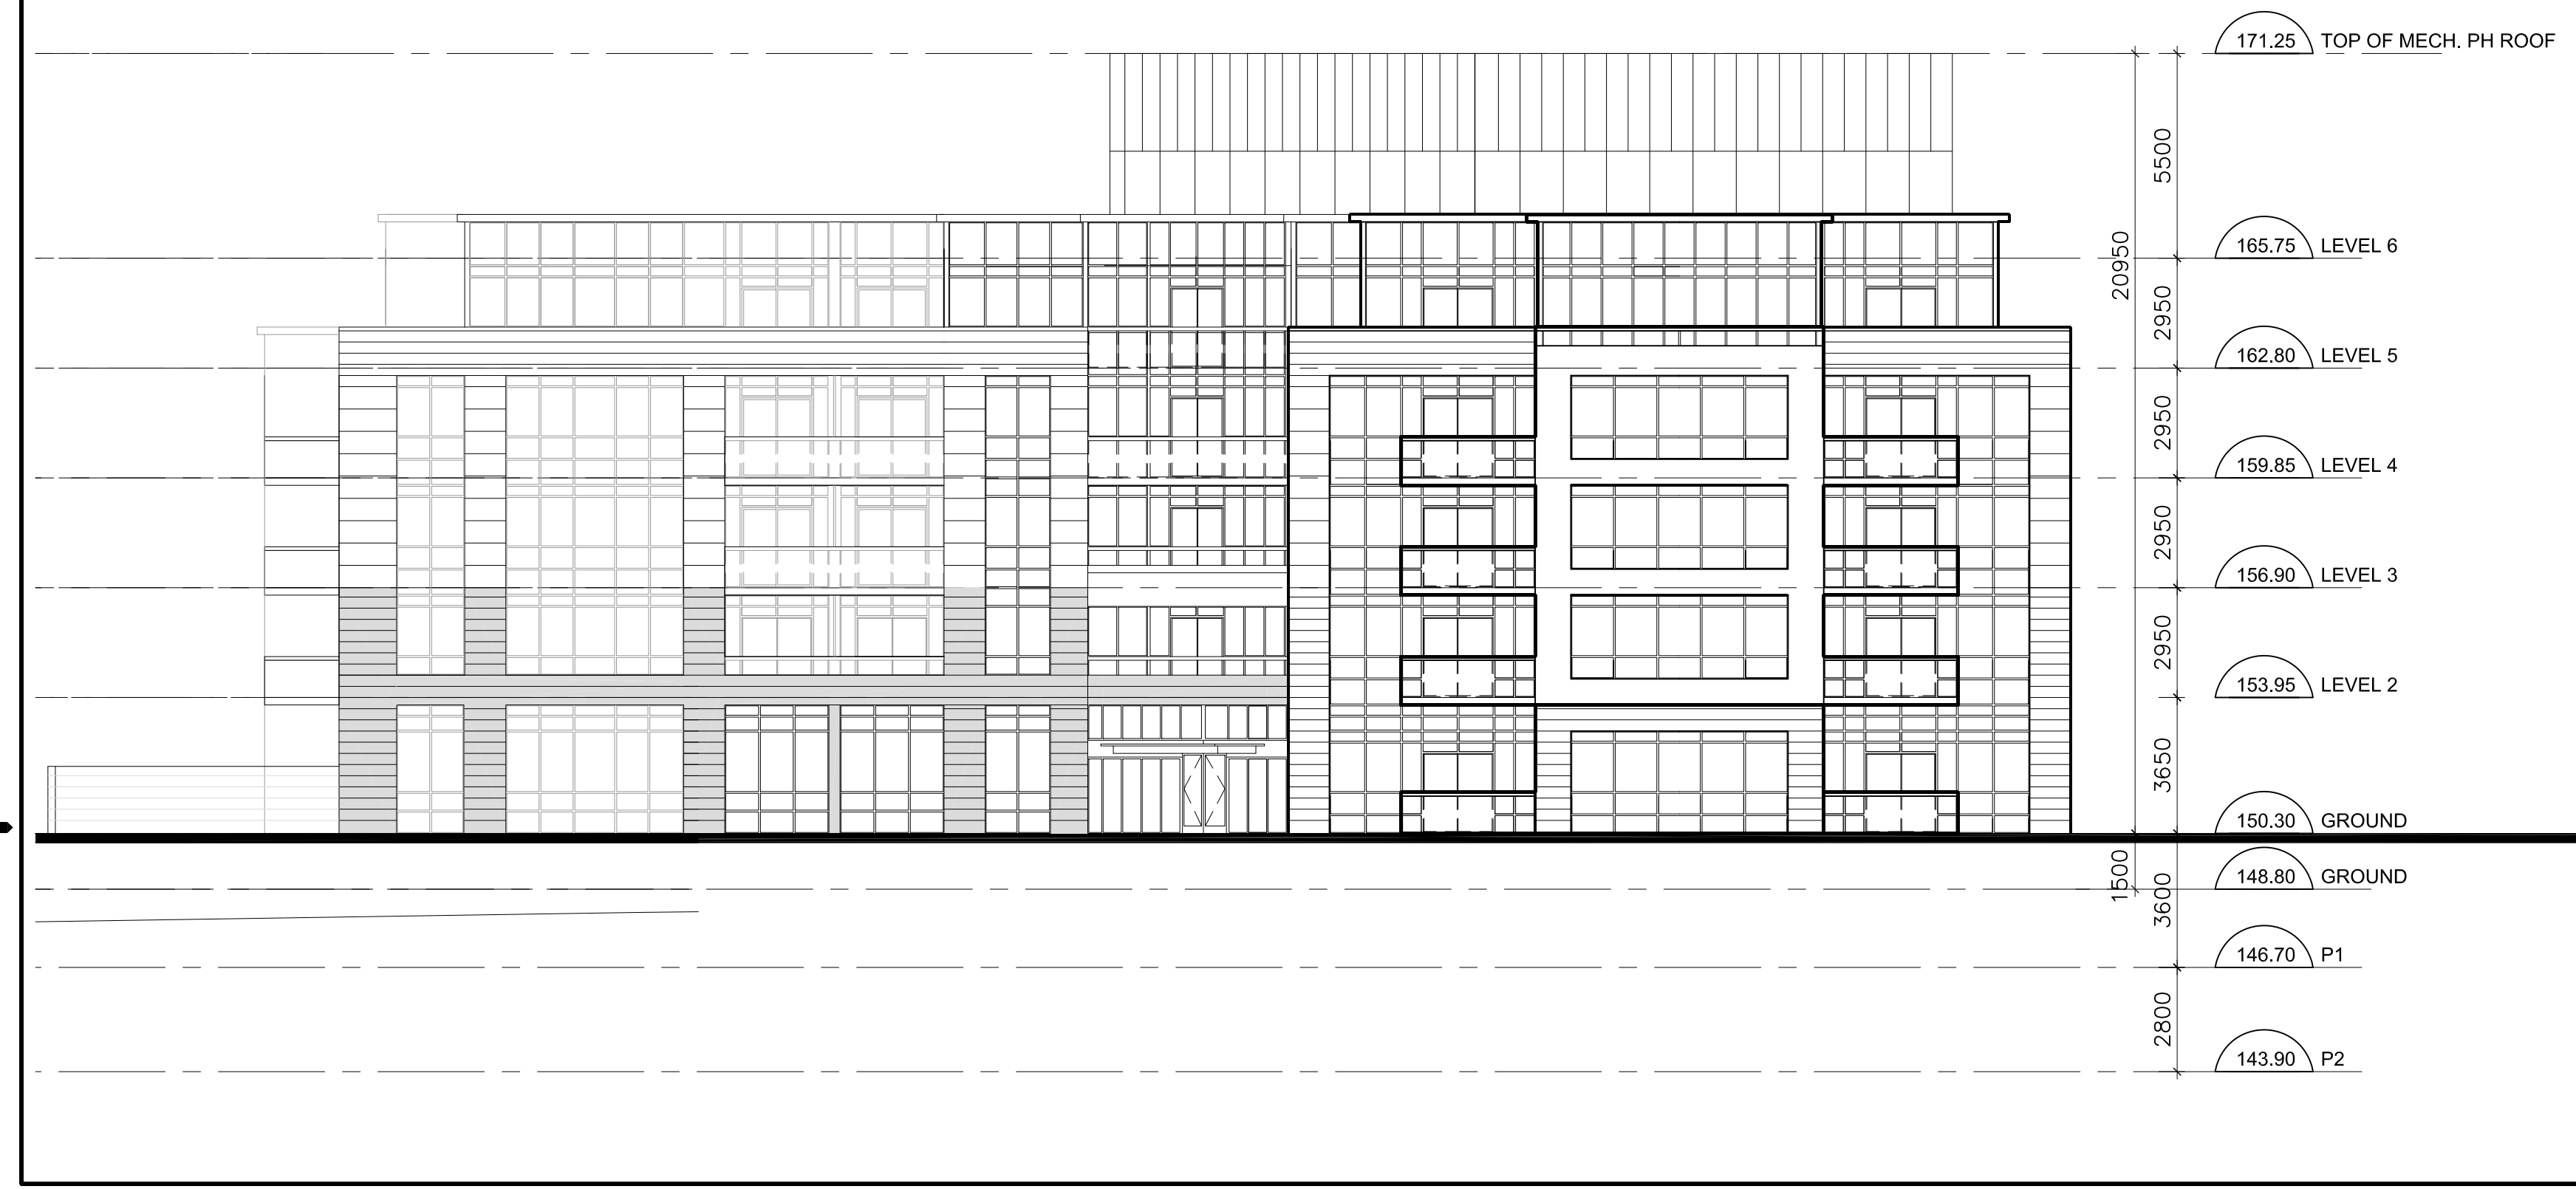 171.25 TOP OF MECH. PH ROOF
5500
20950
165.75 LEVEL 6
2950
162.80 LEVEL 5
2950
159.85 LEVEL 4
2950
156.90 LEVEL 3
2950
153.95 LEVEL 2
3650
150.30 GROUND
1500
148.80 GROUND
3600
146.70 P1
2800
143.90 P2